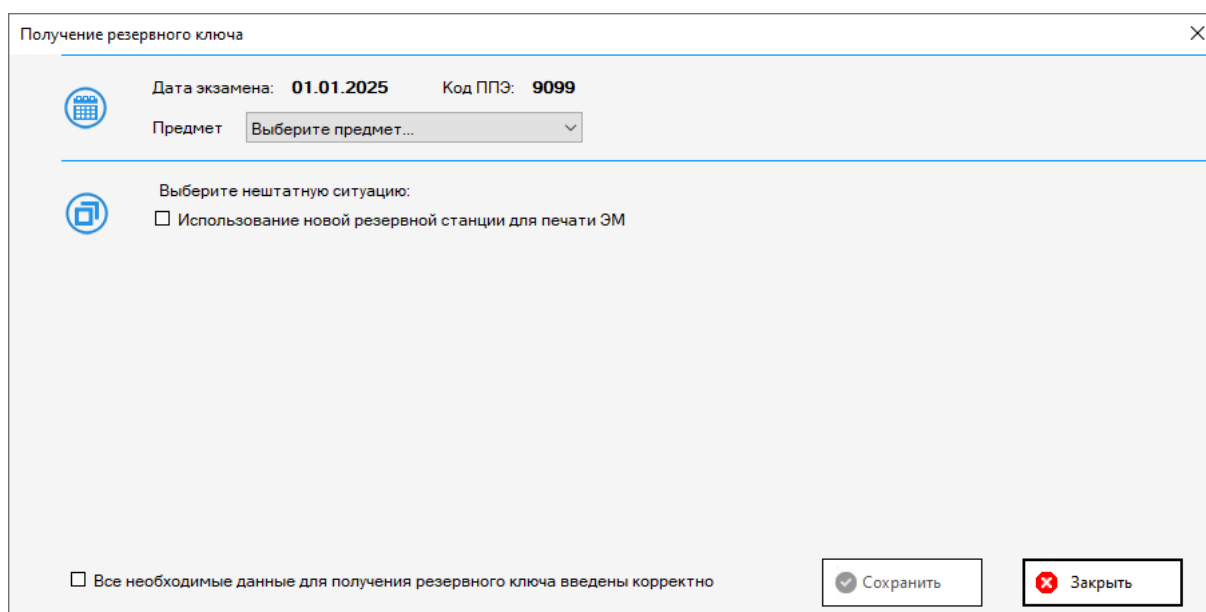 Получение резервного ключа
Дата экзамена: 01.01.2025 Код ППЭ: 9099
Предмет Выберите предмет...
Выберите нештатную ситуацию:
Использование новой резервной станции для печати ЭМ
Все необходимые данные для получения резервного ключа введены корректно Сохранить Закрыть